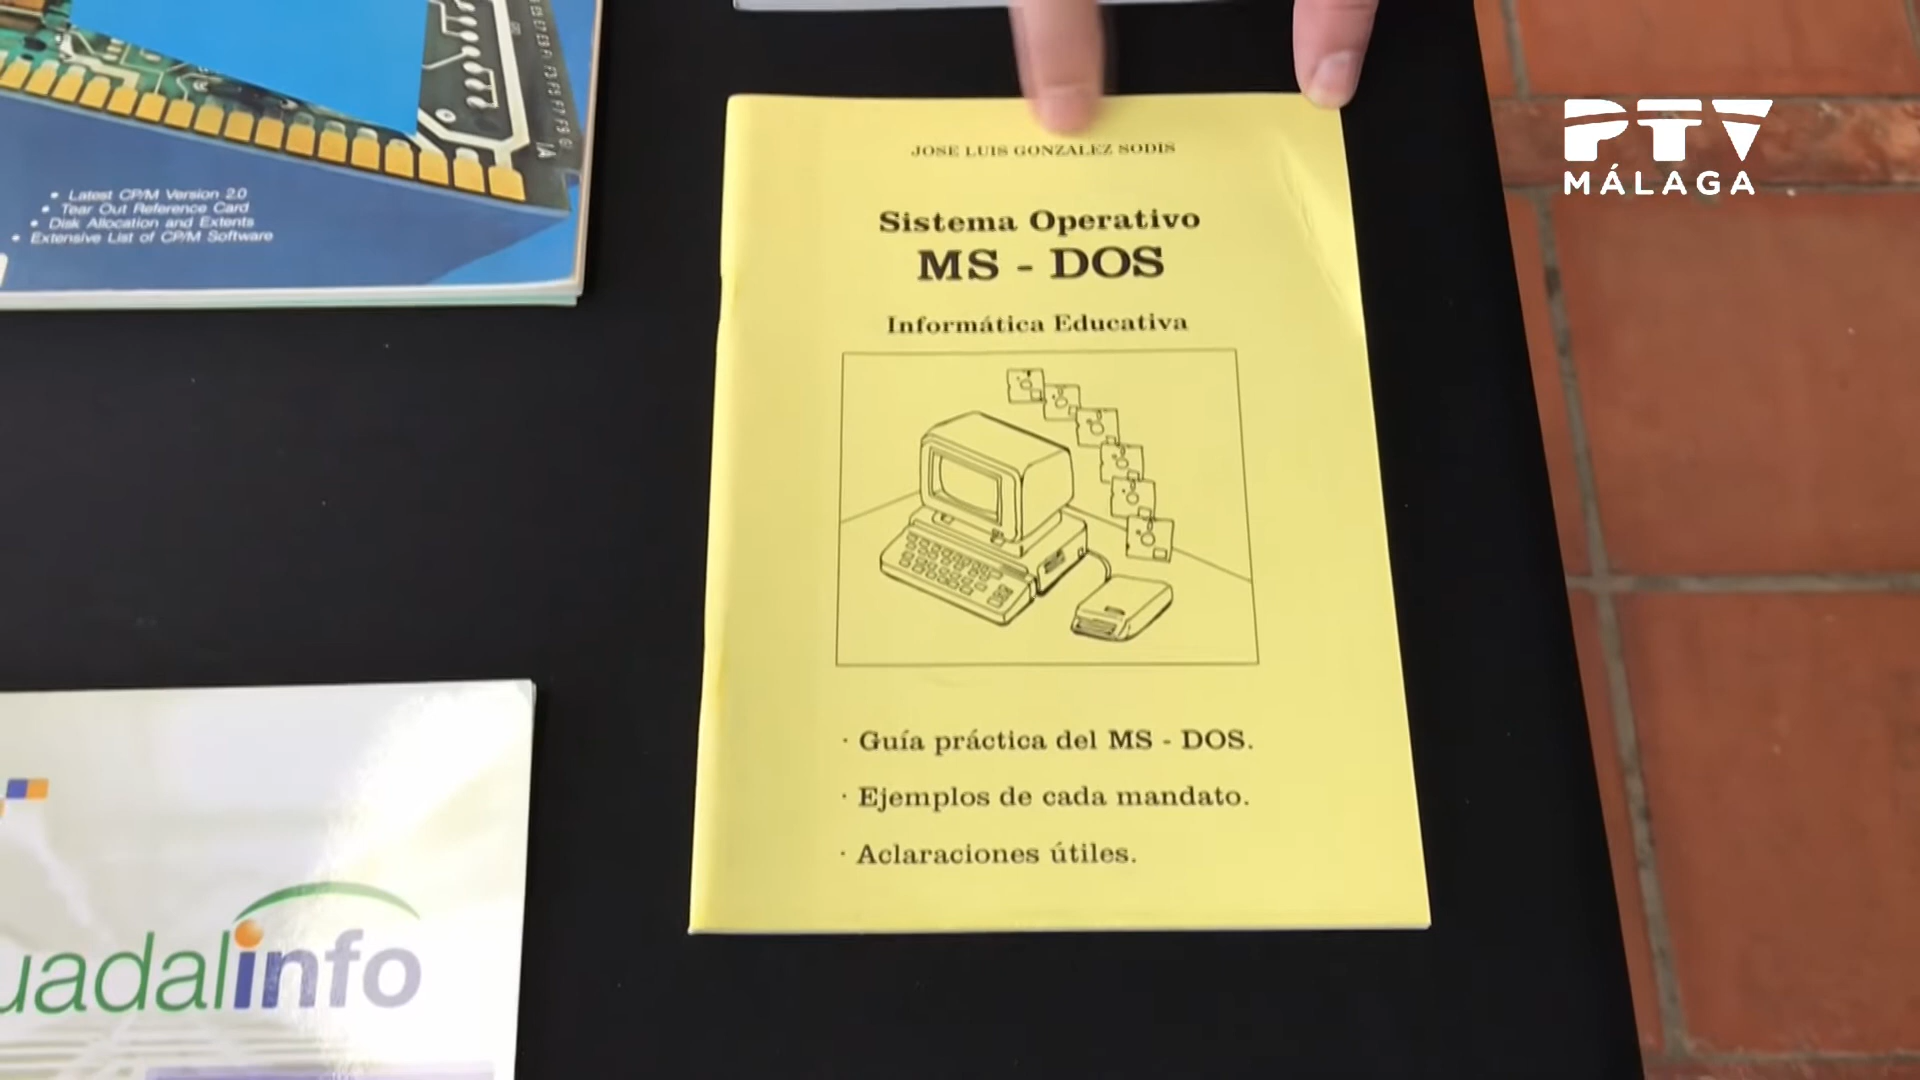 • Latest CP/M Version 2.0
• Tear Out Reference Card
• Disk Allocation and Extents
• Extensive List of CP/M Software
PTV
MÁLAGA
JOSE LUIS GONZALEZ SODIS
Sistema Operativo
MS - DOS
Informática Educativa
· Guía práctica del MS - DOS.
· Ejemplos de cada mandato.
· Aclaraciones útiles.
uadalinfo